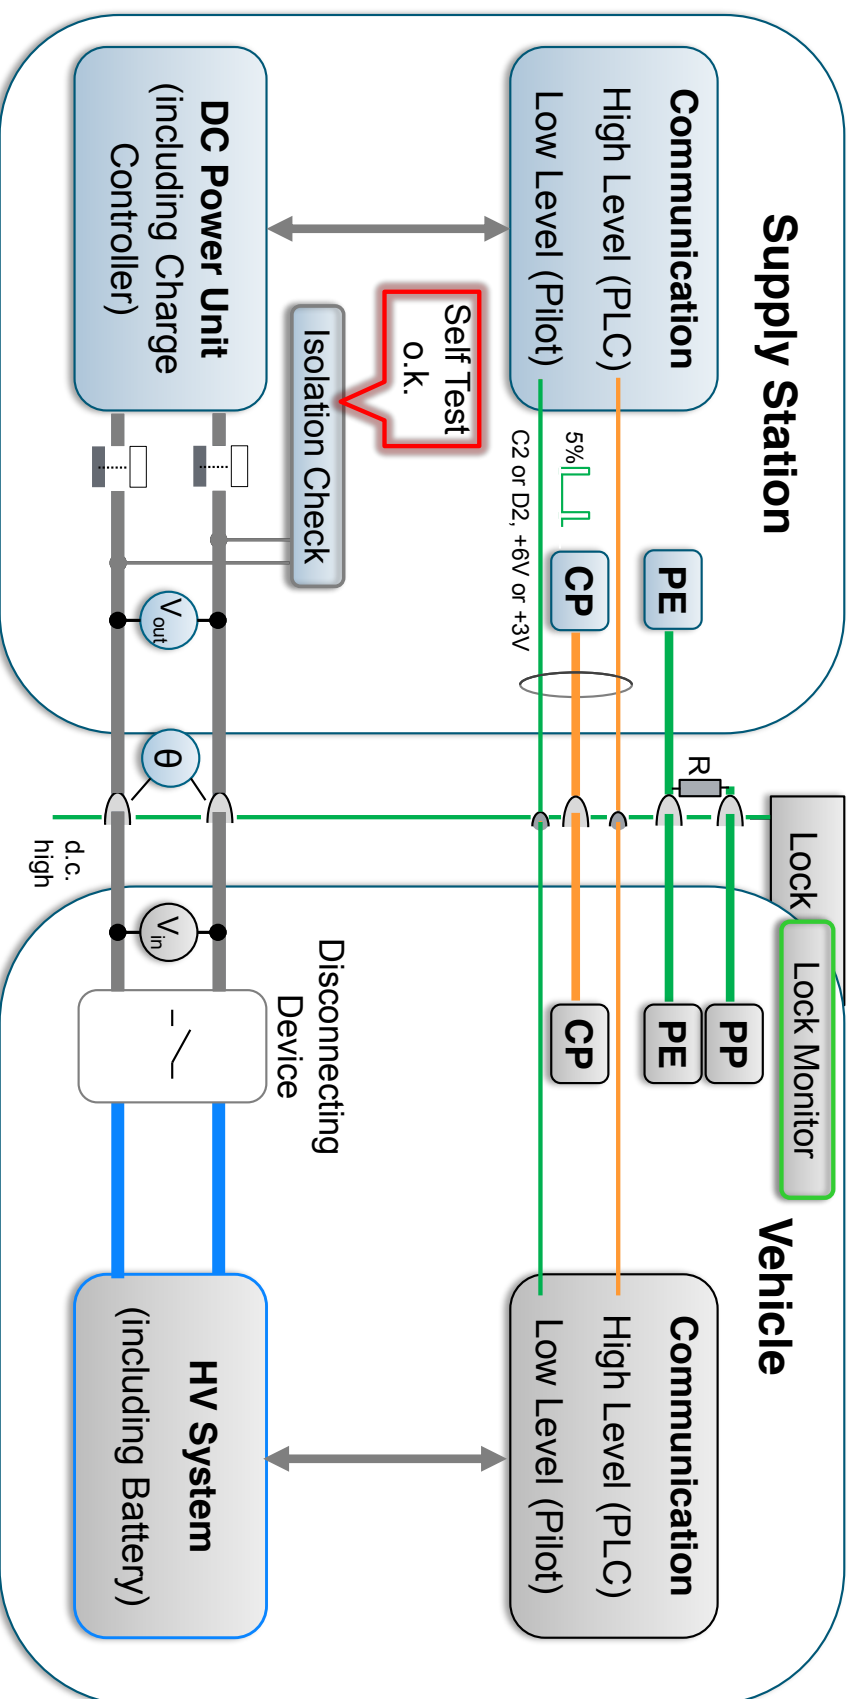 Supply Station
Communication
High Level (PLC)
Low Level (Pilot)
DC Power Unit
(including Charge
Controller)
Self Test
o.k.
Isolation Check
5%
C2 or D2, +6V or +3V
PE
CP
V out
θ
R
d.c.
high
Lock
Lock Monitor
Vehicle
PP
PE
CP
V in
Disconnecting
Device
Communication
High Level (PLC)
Low Level (Pilot)
HV System
(including Battery)